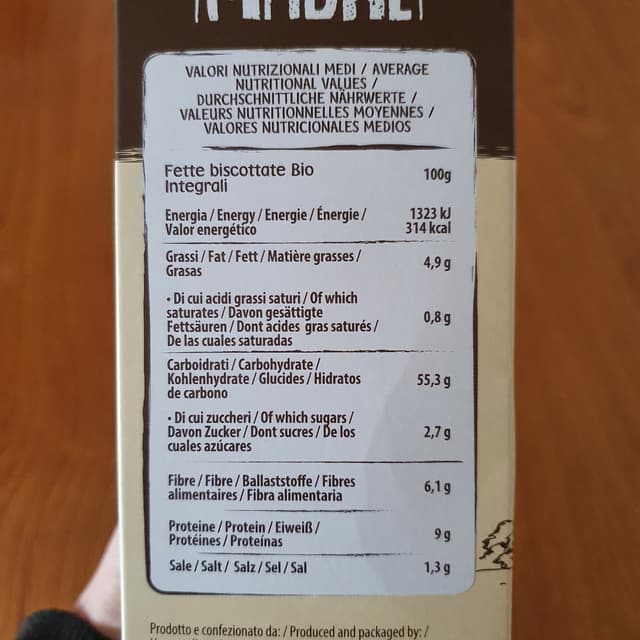 VALORI NUTRIZIONALI MEDI / AVERAGE
NUTRITIONAL VALUES /
DURCHSCHNITTLICHE NÄHRWERTE /
VALEURS NUTRITIONNELLES MOYENNES /
VALORES NUTRICIONALES MEDIOS
Fette biscottate Bio
Integrali
100g
Energia / Energy / Energie / Énergie /
Valor energético
1323 kJ
314 kcal
Grassi / Fat / Fett / Matière grasses /
Grasas
4,9 g
• Di cui acidi grassi saturi / Of which
saturates / Davon gesättigte
Fettsäuren / Dont acides gras saturés /
De las cuales saturadas
0,8 g
Carboidrati / Carbohydrate /
Kohlenhydrate / Glucides / Hidratos
de carbono
55,3 g
• Di cui zuccheri / Of which sugars /
Davon Zucker / Dont sucres / De los
cuales azúcares
2,7 g
Fibre / Fibre / Ballaststoffe / Fibres
alimentaires / Fibra alimentaria
6,1 g
Proteine / Protein / Eiweiß /
Protéines / Proteínas
9 g
Sale / Salt / Salz / Sel / Sal
1,3 g
Prodotto e confezionato da: / Produced and packaged by: /